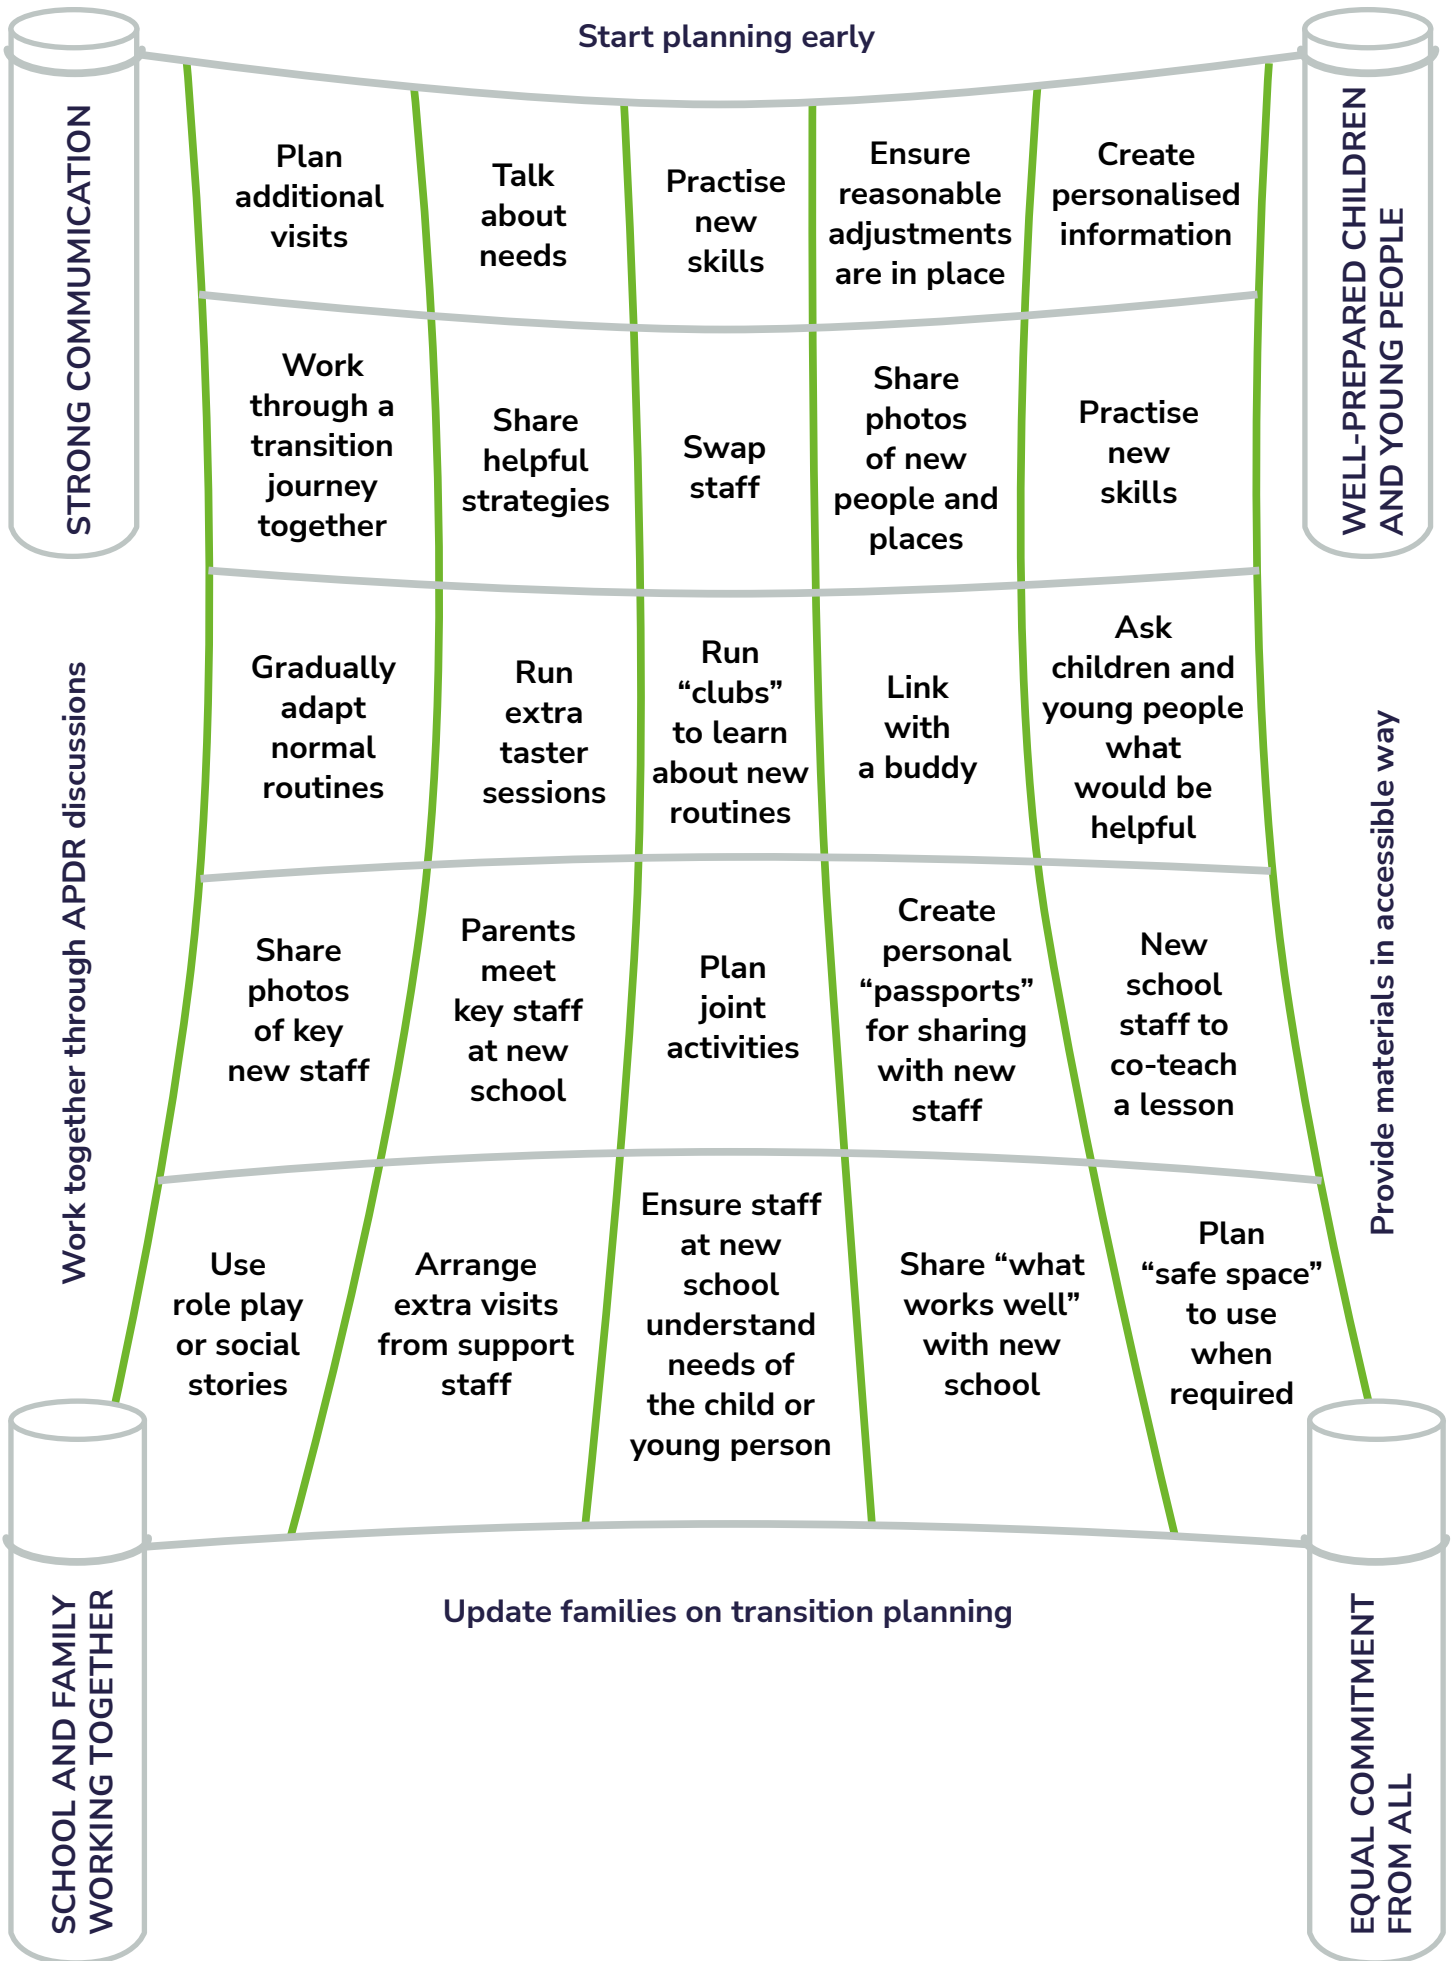 Start planning early
STRONG COMMUMUNICATION
WELL-PREPARED CHILDREN
AND YOUNG PEOPLE
Plan
additional
visits
Talk
about
needs
Practise
new
skills
Ensure
reasonable
adjustments
are in place
Create
personalised
information
Work
through a
transition
journey
together
Share
helpful
strategies
Swap
staff
Share
photos
of new
people and
places
Practise
new
skills
Work together through APDR discussions
Provide materials in accessible way
Gradually
adapt
normal
routines
Run
extra
taster
sessions
Run
“clubs”
to learn
about new
routines
Link
with
a buddy
Ask
children and
young people
what
would be
helpful
Share
photos
of key
new staff
Parents
meet
key staff
at new
school
Plan
joint
activities
Create
personal
“passports”
for sharing
with new
staff
New
school
staff to
co-teach
a lesson
Use
role play
or social
stories
Arrange
extra visits
from support
staff
Ensure staff
at new
school
understand
needs of
the child or
young person
Share “what
works well”
with new
school
Plan
“safe space”
to use
when
required
SCHOOL AND FAMILY
WORKING TOGETHER
EQUAL COMMITMENT
FROM ALL
Update families on transition planning